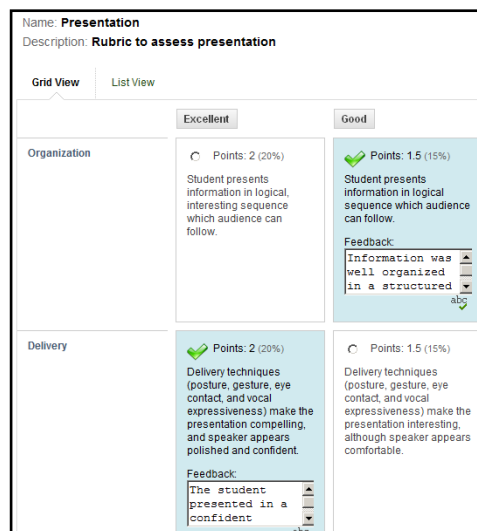 Name: Presentation
Description: Rubric to assess presentation
Grid View List View
Excellent Good
Organization
Points: 2 (20%)
Student presents
information in logical,
interesting sequence
which audience can
follow.
Points: 1.5 (15%)
Student presents
information in logical
sequence which audience
can follow.
Feedback:
Information was
well organized
in a structured
abc
Delivery
Points: 2 (20%)
Delivery techniques
(posture, gesture, eye
contact, and vocal
expressiveness) make the
presentation compelling,
and speaker appears
polished and confident.
Feedback:
The student
presented in a
confident
abc
Points: 1.5 (15%)
Delivery techniques
(posture, gesture, eye
contact, and vocal
expressiveness) make the
presentation interesting,
although speaker appears
comfortable.